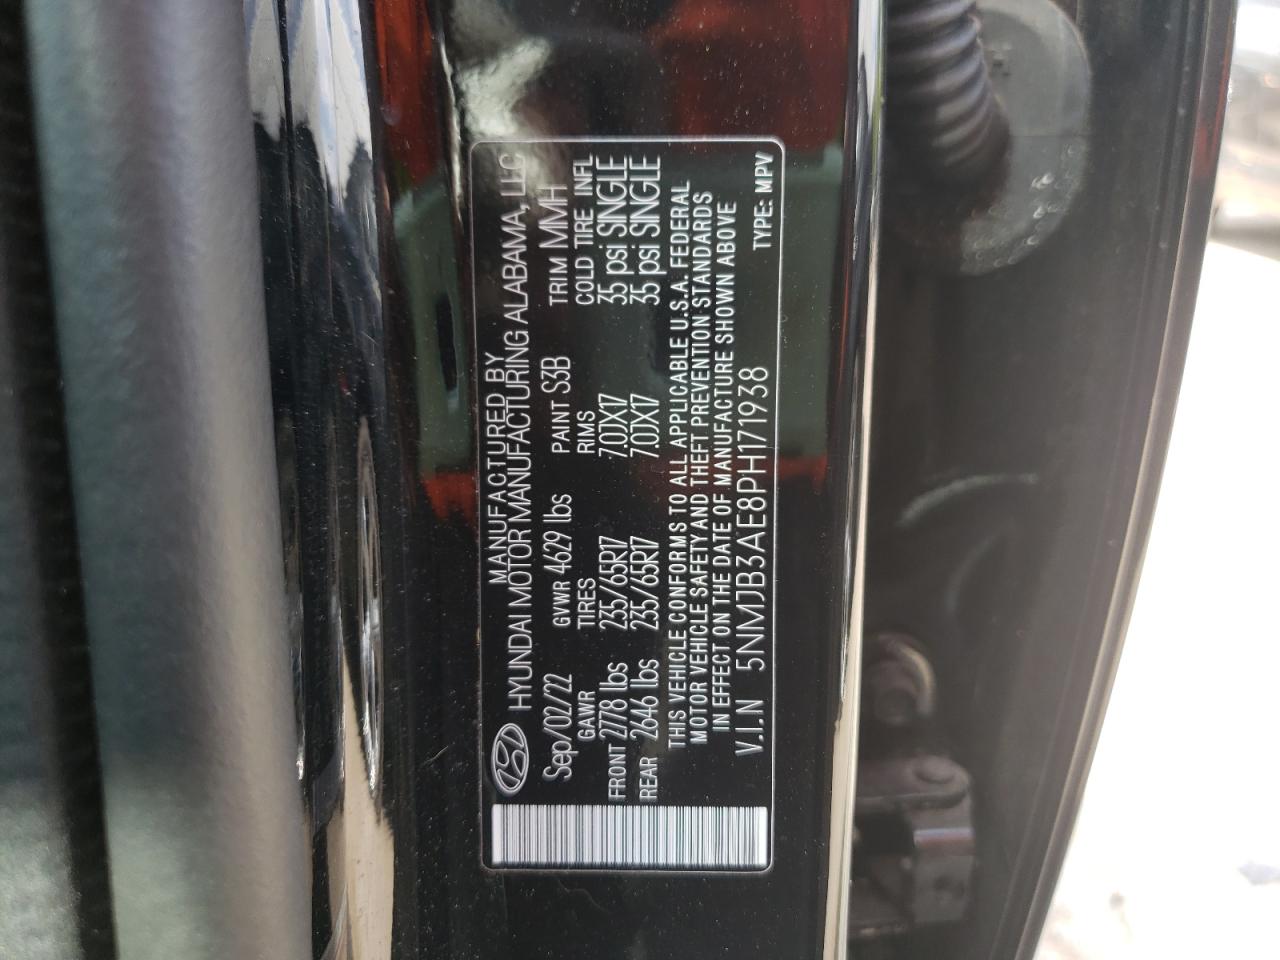 MANUFACTURED BY
HYUNDAI MOTOR MANUFACTURING ALABAMA, LLC
Sep/02/22 GVWR 4629 lbs PAINT S3B TRIM MMH
GAWR TIRES RIMS COLD TIRE INFL
FRONT 2778 lbs 235/65R17 7.0JX17 35 psi SINGLE
REAR 2646 lbs 235/65R17 7.0JX17 35 psi SINGLE
THIS VEHICLE CONFORMS TO ALL APPLICABLE U.S.A. FEDERAL
MOTOR VEHICLE SAFETY AND THEFT PREVENTION STANDARDS
IN EFFECT ON THE DATE OF MANUFACTURE SHOWN ABOVE
V.I.N 5NMJB3AE8PH171938 TYPE: MPV